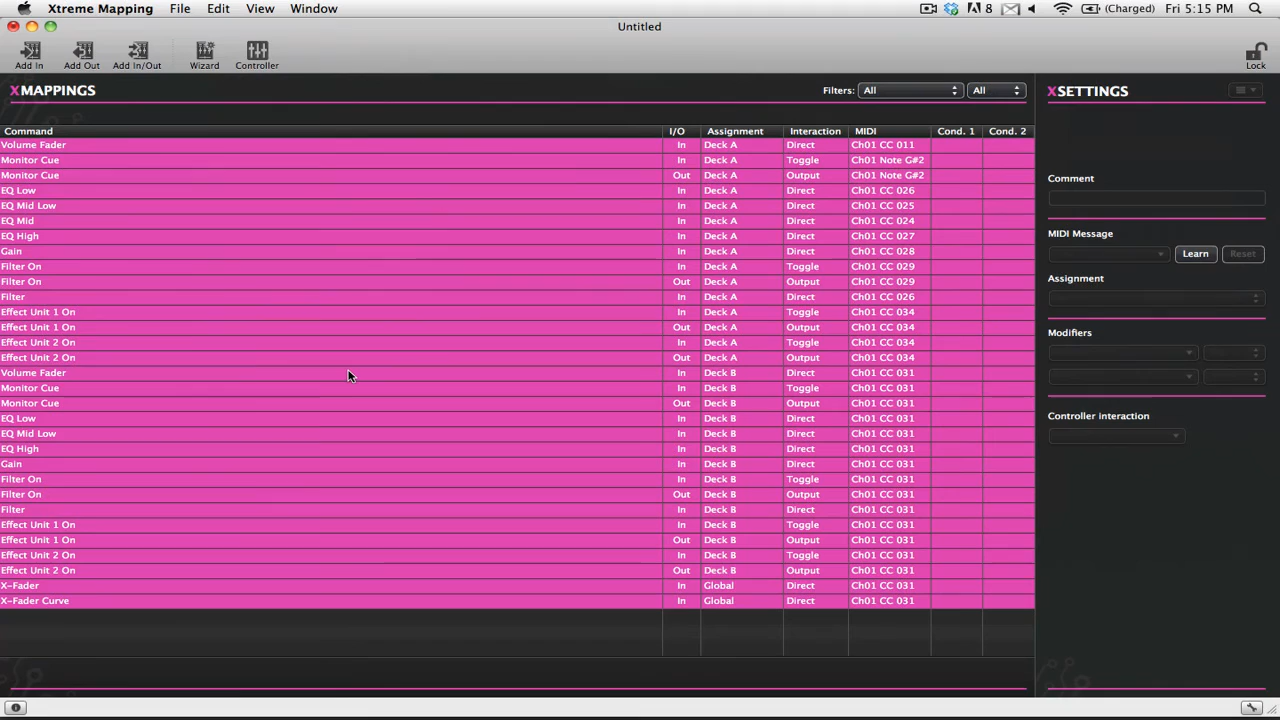 Xtreme Mapping File Edit View Window 8 (Charged) Fri 5:15 PM
Untitled
Add In Add Out Add In/Out Wizard Controller Lock
XMAPPINGS Filters: All All XSETTINGS
Command I/O Assignment Interaction MIDI Cond. 1 Cond. 2
Volume Fader In Deck A Direct Ch01 CC 011
Monitor Cue In Deck A Toggle Ch01 Note G#2
Monitor Cue Out Deck A Output Ch01 Note G#2
EQ Low In Deck A Direct Ch01 CC 026
EQ Mid Low In Deck A Direct Ch01 CC 025
EQ Mid In Deck A Direct Ch01 CC 024
EQ High In Deck A Direct Ch01 CC 027
Gain In Deck A Direct Ch01 CC 028
Filter On In Deck A Toggle Ch01 CC 029
Filter On Out Deck A Output Ch01 CC 029
Filter In Deck A Direct Ch01 CC 026
Effect Unit 1 On In Deck A Toggle Ch01 CC 034
Effect Unit 1 On Out Deck A Output Ch01 CC 034
Effect Unit 2 On In Deck A Toggle Ch01 CC 034
Effect Unit 2 On Out Deck A Output Ch01 CC 034
Volume Fader In Deck B Direct Ch01 CC 031
Monitor Cue In Deck B Toggle Ch01 CC 031
Monitor Cue Out Deck B Output Ch01 CC 031
EQ Low In Deck B Direct Ch01 CC 031
EQ Mid Low In Deck B Direct Ch01 CC 031
EQ High In Deck B Direct Ch01 CC 031
Gain In Deck B Direct Ch01 CC 031
Filter On In Deck B Toggle Ch01 CC 031
Filter On Out Deck B Output Ch01 CC 031
Filter In Deck B Direct Ch01 CC 031
Effect Unit 1 On In Deck B Toggle Ch01 CC 031
Effect Unit 1 On Out Deck B Output Ch01 CC 031
Effect Unit 2 On In Deck B Toggle Ch01 CC 031
Effect Unit 2 On Out Deck B Output Ch01 CC 031
X-Fader In Global Direct Ch01 CC 031
X-Fader Curve In Global Direct Ch01 CC 031
Comment
MIDI Message
Learn Reset
Assignment
Modifiers
Controller interaction